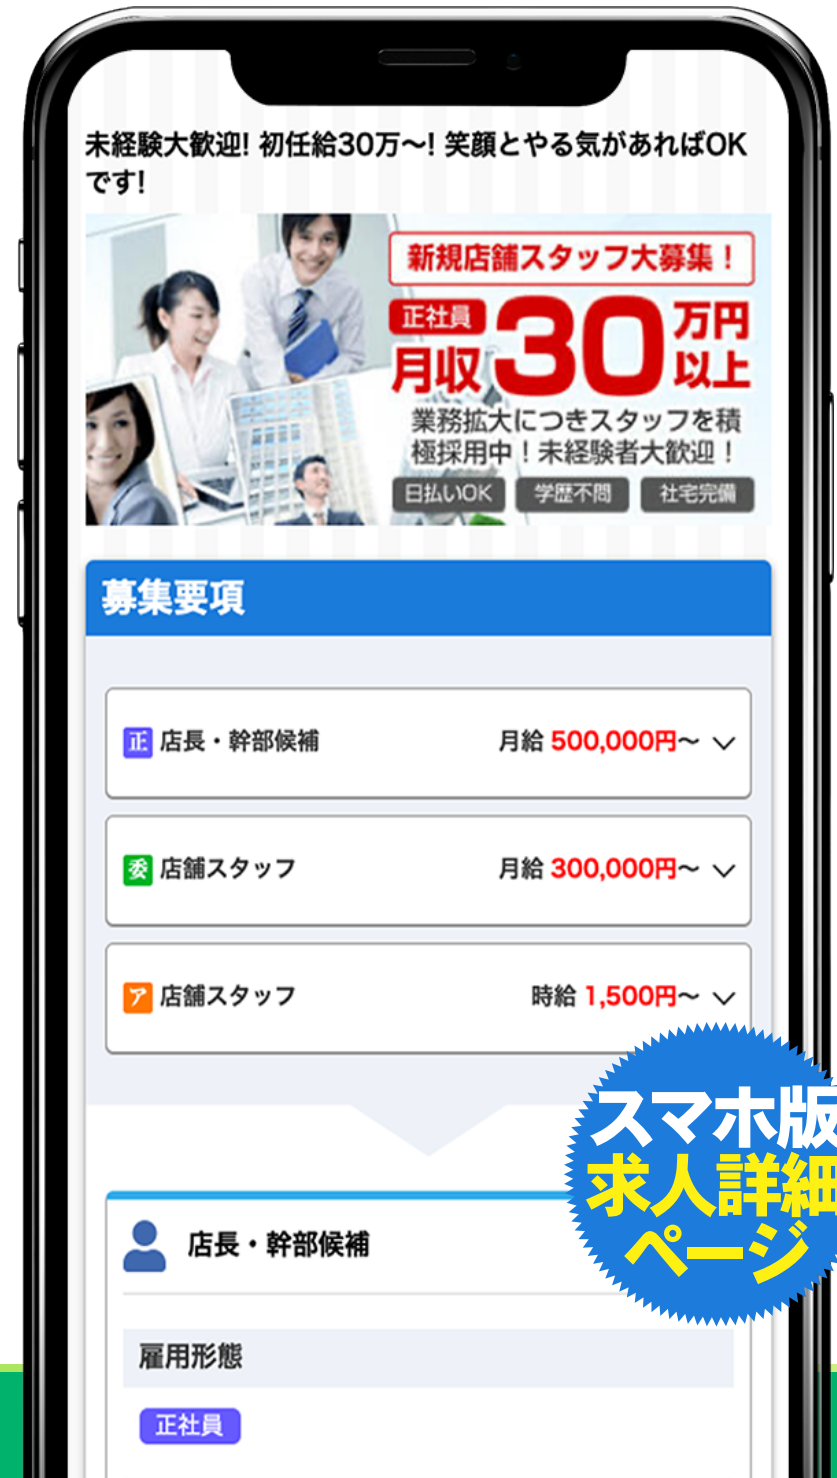 未経験大歓迎! 初任給30万〜! 笑顔とやる気があればOK
です!
新規店舗スタッフ大募集！
正社員
月収30万円以上
業務拡大につきスタッフを積
極採用中！未経験者大歓迎！
日払いOK 学歴不問 社宅完備
募集要項
正 店長・幹部候補 月給 500,000円〜
委 店舗スタッフ 月給 300,000円〜
ア 店舗スタッフ 時給 1,500円〜
スマホ版
求人詳細
ページ
店長・幹部候補
雇用形態
正社員